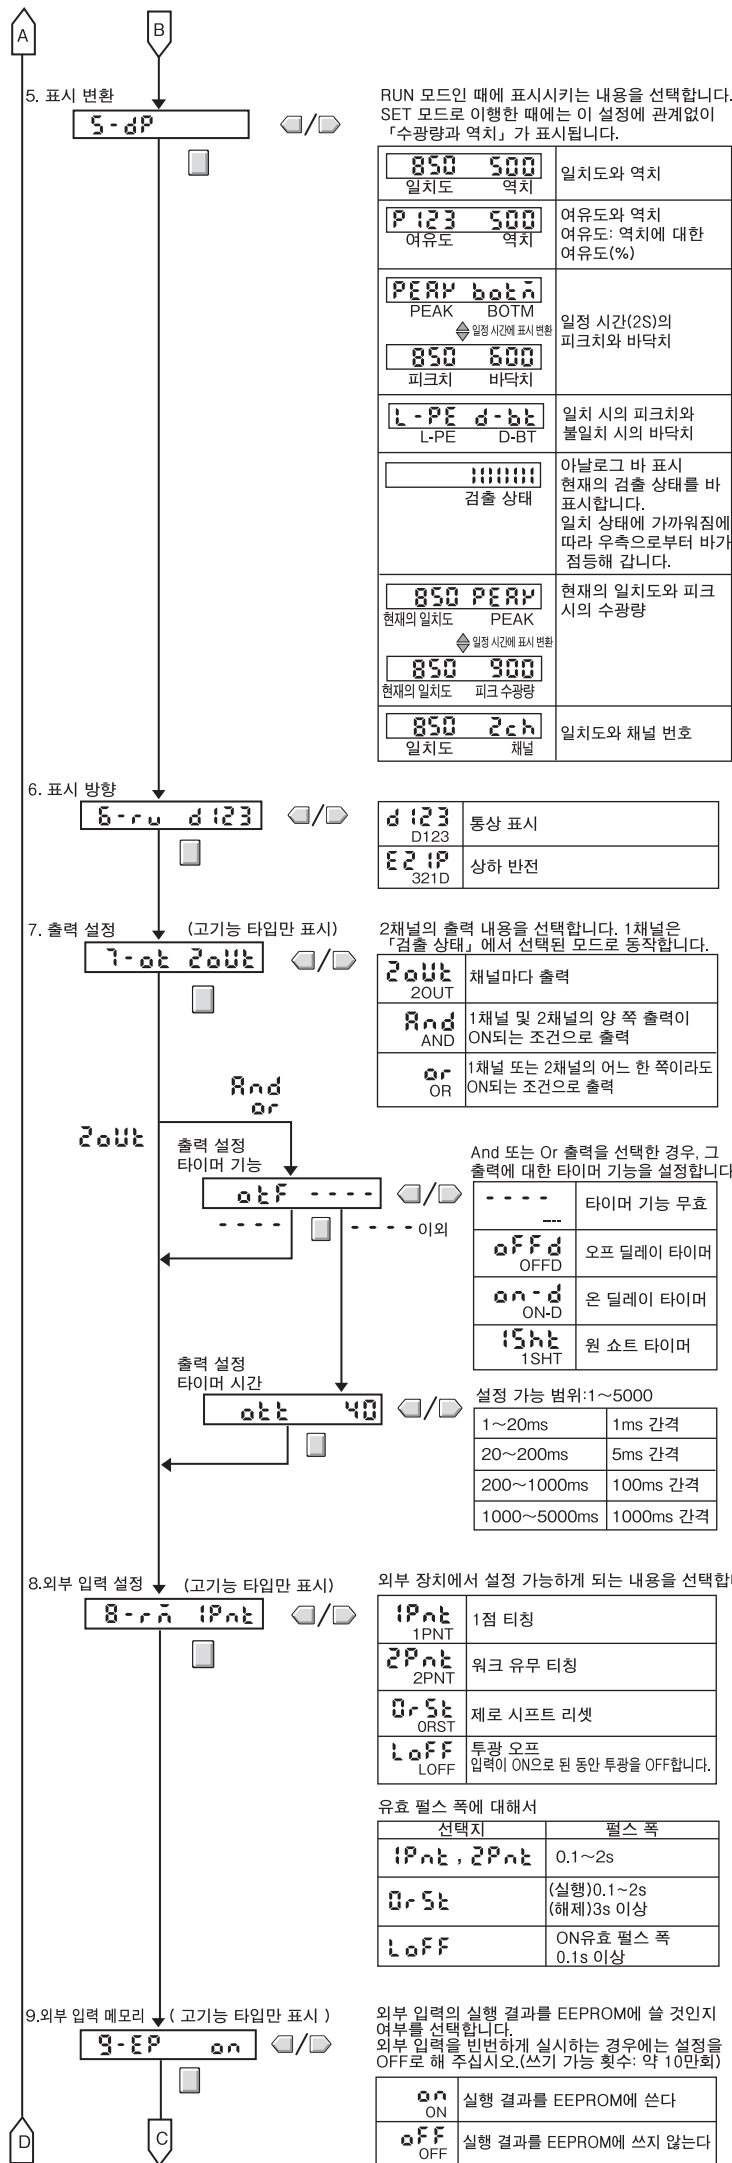 A
B
5. 표시 변환
5-dP
RUN 모드인 때에 표시시키는 내용을 선택합니다.
SET 모드로 이행한 때에는 이 설정에 관계없이
「수광량과 역치」가 표시됩니다.
850 500
일치도 역치
일치도와 역치
P123 500
여유도 역치
여유도와 역치
여유도: 역치에 대한
여유도(%)
PEAK botm
PEAK BOTM
일정 시간에 표시 변환
850 600
피크치 바닥치
일정 시간(2S)의
피크치와 바닥치
L-PE d-bt
L-PE D-BT
일치 시의 피크치와
불일치 시의 바닥치
검출 상태
아날로그 바 표시
현재의 검출 상태를 바
표시합니다.
일치 상태에 가까워짐에
따라 우측으로부터 바가
점등해 갑니다.
850 PEAK
현재의 일치도 PEAK
일정 시간에 표시 변환
850 900
현재의 일치도 피크 수광량
현재의 일치도와 피크
시의 수광량
850 2ch
일치도 채널
일치도와 채널 번호
6. 표시 방향
6-ru d123
d123
D123
통상 표시
321D
상하 반전
7. 출력 설정 (고기능 타입만 표시)
7-ot 2oUt
2채널의 출력 내용을 선택합니다. 1채널은
「검출 상태」에서 선택된 모드로 동작합니다.
2oUt
2OUT
채널마다 출력
And
AND
1채널 및 2채널의 양 쪽 출력이
ON되는 조건으로 출력
or
OR
1채널 또는 2채널의 어느 한 쪽이라도
ON되는 조건으로 출력
And
or
2oUt
출력 설정
타이머 기능
otF ----
---- ---- 이외
And 또는 Or 출력을 선택한 경우, 그
출력에 대한 타이머 기능을 설정합니다
----
---
타이머 기능 무효
oFFd
OFFD
오프 딜레이 타이머
on-d
ON-D
온 딜레이 타이머
1Sht
1SHT
원 쇼트 타이머
출력 설정
타이머 시간
ott 40
설정 가능 범위:1~5000
1~20ms 1ms 간격
20~200ms 5ms 간격
200~1000ms 100ms 간격
1000~5000ms 1000ms 간격
8.외부 입력 설정 (고기능 타입만 표시)
8-rm 1Pnt
외부 장치에서 설정 가능하게 되는 내용을 선택합
1Pnt
1PNT
1점 티칭
2Pnt
2PNT
워크 유무 티칭
0rSt
0RST
제로 시프트 리셋
LoFF
LOFF
투광 오프
입력이 ON으로 된 동안 투광을 OFF합니다.
유효 펄스 폭에 대해서
선택지 펄스 폭
1Pnt , 2Pnt 0.1~2s
0rSt
(실행)0.1~2s
(해제)3s 이상
LoFF
ON유효 펄스 폭
0.1s 이상
9.외부 입력 메모리 ( 고기능 타입만 표시 )
9-EP on
외부 입력의 실행 결과를 EEPROM에 쓸 것인지
여부를 선택합니다.
외부 입력을 빈번하게 실시하는 경우에는 설정을
OFF로 해 주십시오.(쓰기 가능 횟수: 약 10만회)
on
ON
실행 결과를 EEPROM에 쓴다
oFF
OFF
실행 결과를 EEPROM에 쓰지 않는다
D
C